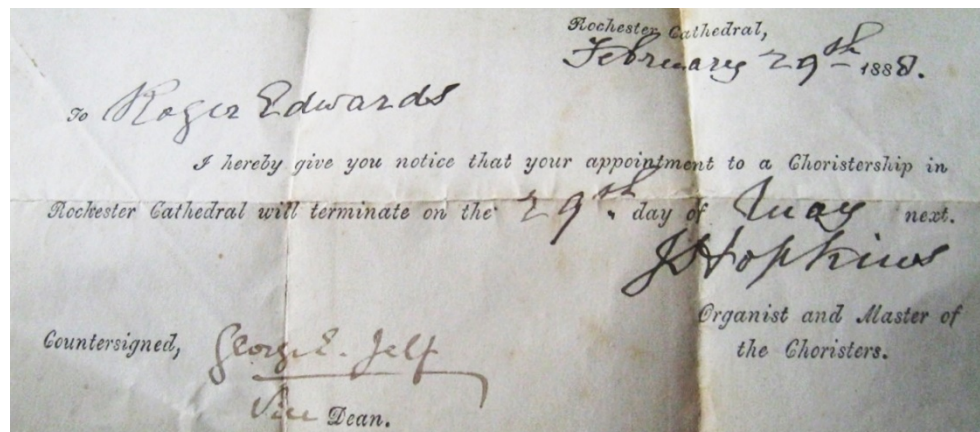 Rochester Cathedral,
February 29th 1888.
To Roger Edwards
I hereby give you notice that your appointment to a Choristership in
Rochester Cathedral will terminate on the 29th day of May next.
J Hopkins
Organist and Master of
the Choristers.
Countersigned, George E. Jelf
Vice Dean.